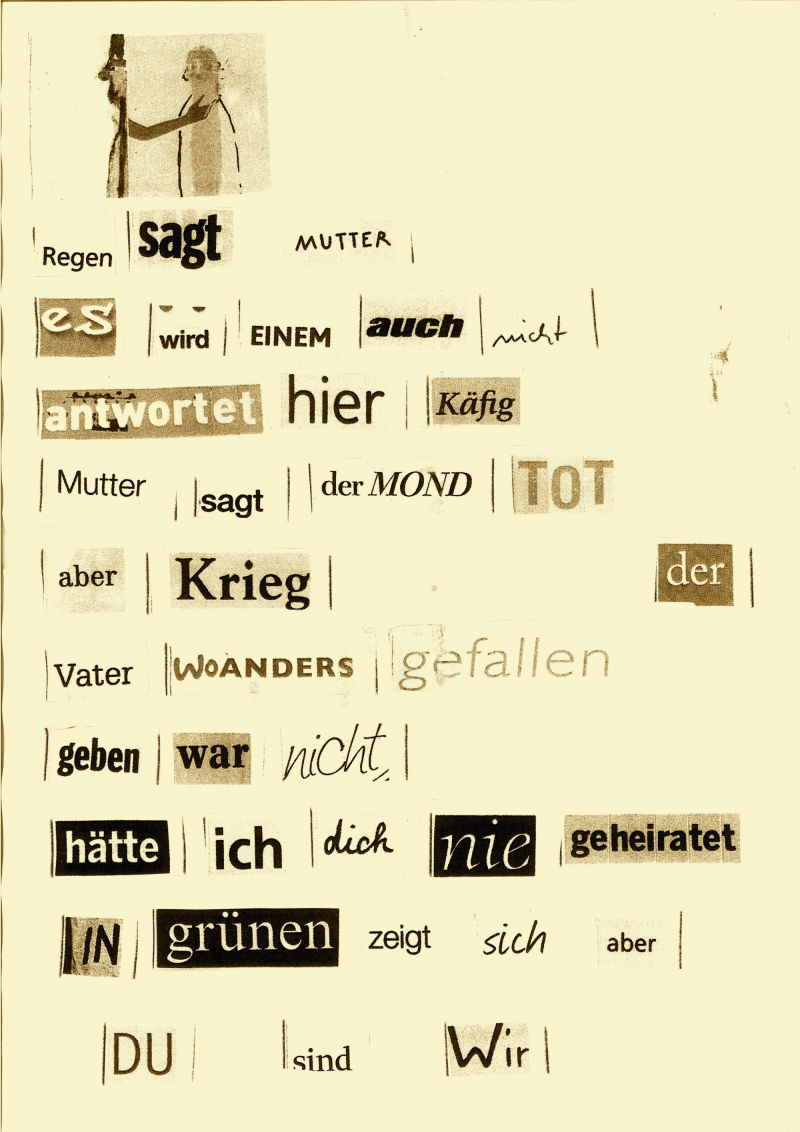 Regen sagt MUTTER
es wird EINEM auch nicht
antwortet hier Käfig
Mutter sagt der MOND TOT
aber Krieg der
Vater WOANDERS gefallen
geben war nicht,
hätte ich dich nie geheiratet
IN grünen zeigt sich aber
DU sind Wir